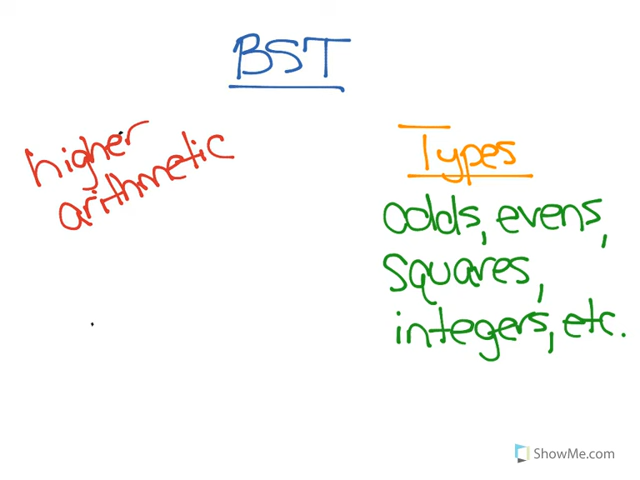 BST
higher
arithmetic
Types
odds, evens,
squares,
integers, etc.
ShowMe.com